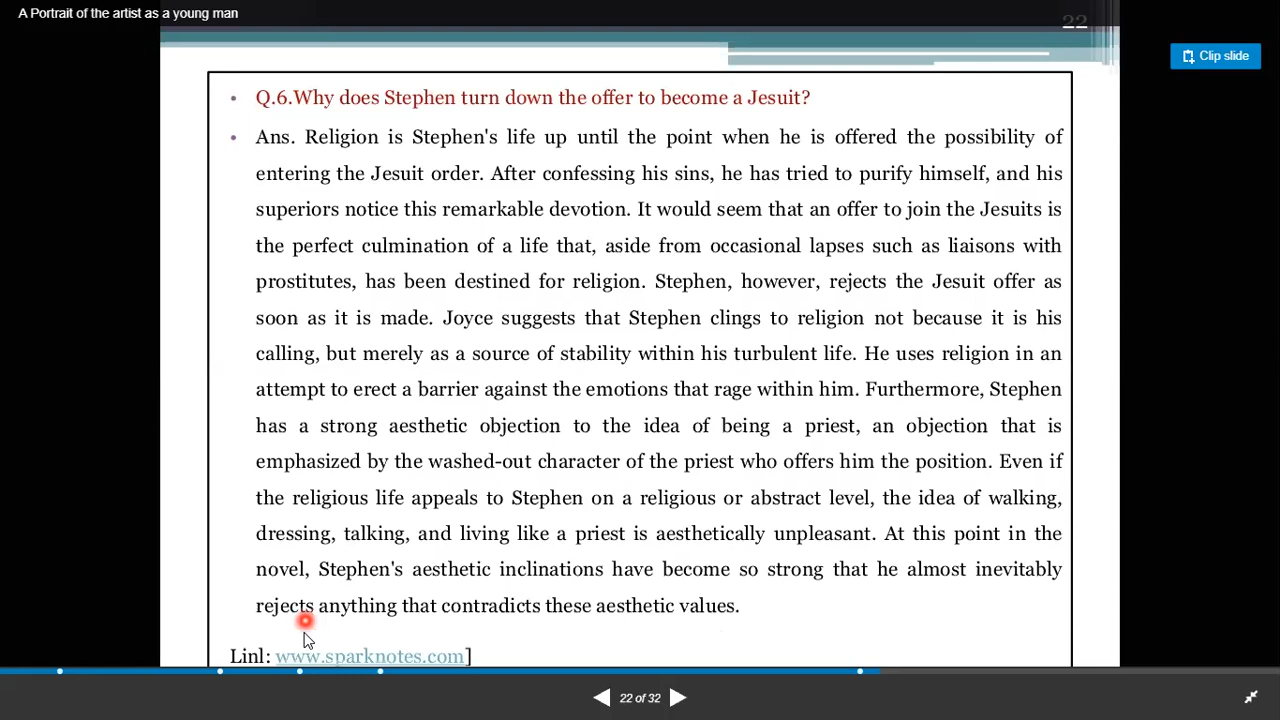 A Portrait of the artist as a young man
22
Clip slide
• Q.6.Why does Stephen turn down the offer to become a Jesuit?
• Ans. Religion is Stephen's life up until the point when he is offered the possibility of
entering the Jesuit order. After confessing his sins, he has tried to purify himself, and his
superiors notice this remarkable devotion. It would seem that an offer to join the Jesuits is
the perfect culmination of a life that, aside from occasional lapses such as liaisons with
prostitutes, has been destined for religion. Stephen, however, rejects the Jesuit offer as
soon as it is made. Joyce suggests that Stephen clings to religion not because it is his
calling, but merely as a source of stability within his turbulent life. He uses religion in an
attempt to erect a barrier against the emotions that rage within him. Furthermore, Stephen
has a strong aesthetic objection to the idea of being a priest, an objection that is
emphasized by the washed-out character of the priest who offers him the position. Even if
the religious life appeals to Stephen on a religious or abstract level, the idea of walking,
dressing, talking, and living like a priest is aesthetically unpleasant. At this point in the
novel, Stephen's aesthetic inclinations have become so strong that he almost inevitably
rejects anything that contradicts these aesthetic values.
Linl: www.sparknotes.com]
22 of 32